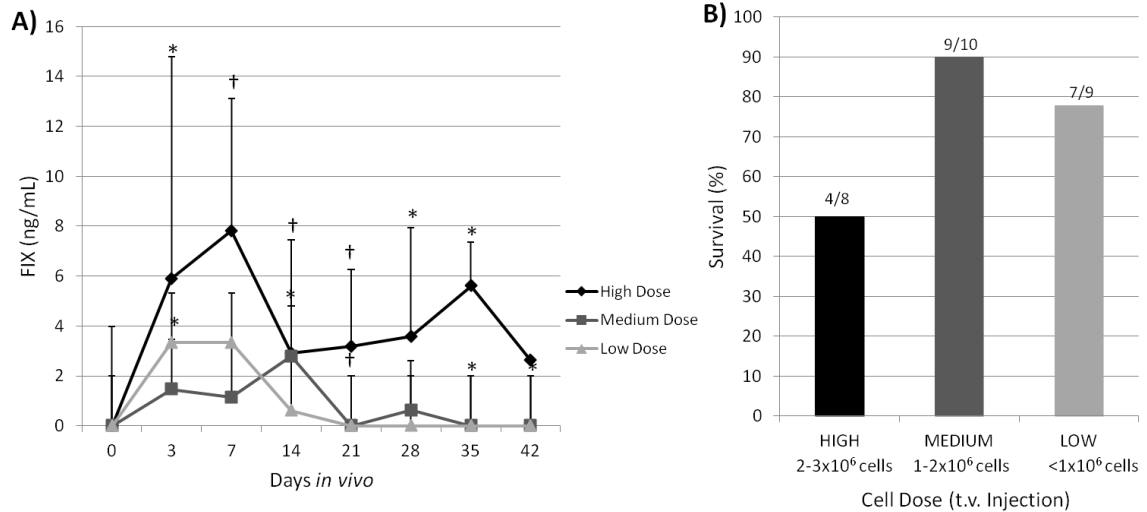 A)
16
14
12
10
8
6
4
2
0
FIX (ng/mL)
* † † † * * * * † * *
0 3 7 14 21 28 35 42
Days in vivo
High Dose
Medium Dose
Low Dose
B)
100
90
80
70
60
50
40
30
20
10
0
Survival (%)
4/8
9/10
7/9
HIGH MEDIUM LOW
2-3x10⁶ cells 1-2x10⁶ cells <1x10⁶ cells
Cell Dose (t.v. Injection)